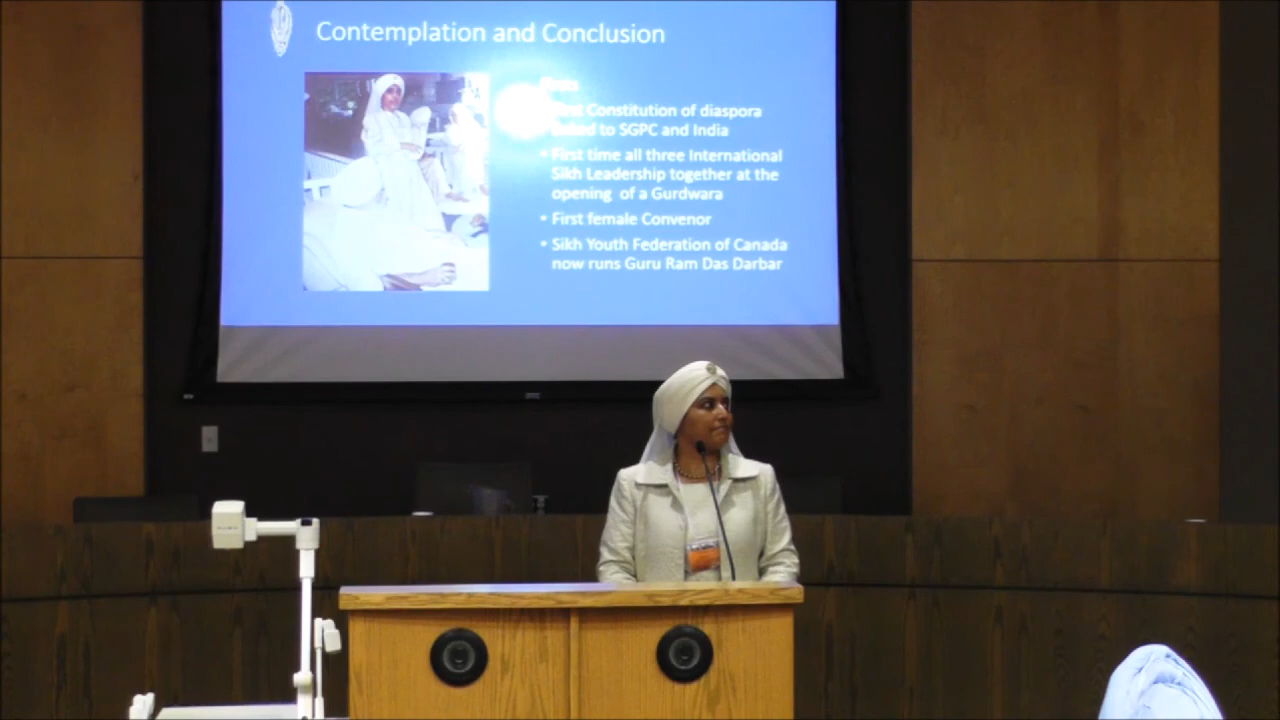 Contemplation and Conclusion
Constitution of diaspora
to SGPC and India
• First time all three International
Sikh Leadership together at the
opening of a Gurdwara
• First female Convenor
• Sikh Youth Federation of Canada
now runs Guru Ram Das Darbar